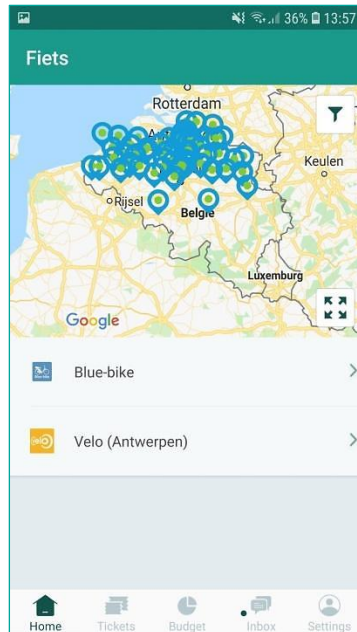 36% 13:57
Fiets
Rotterdam
Keulen
Rijsel
België
Luxemburg
Google
Blue-bike
Velo (Antwerpen)
Home Tickets Budget Inbox Settings